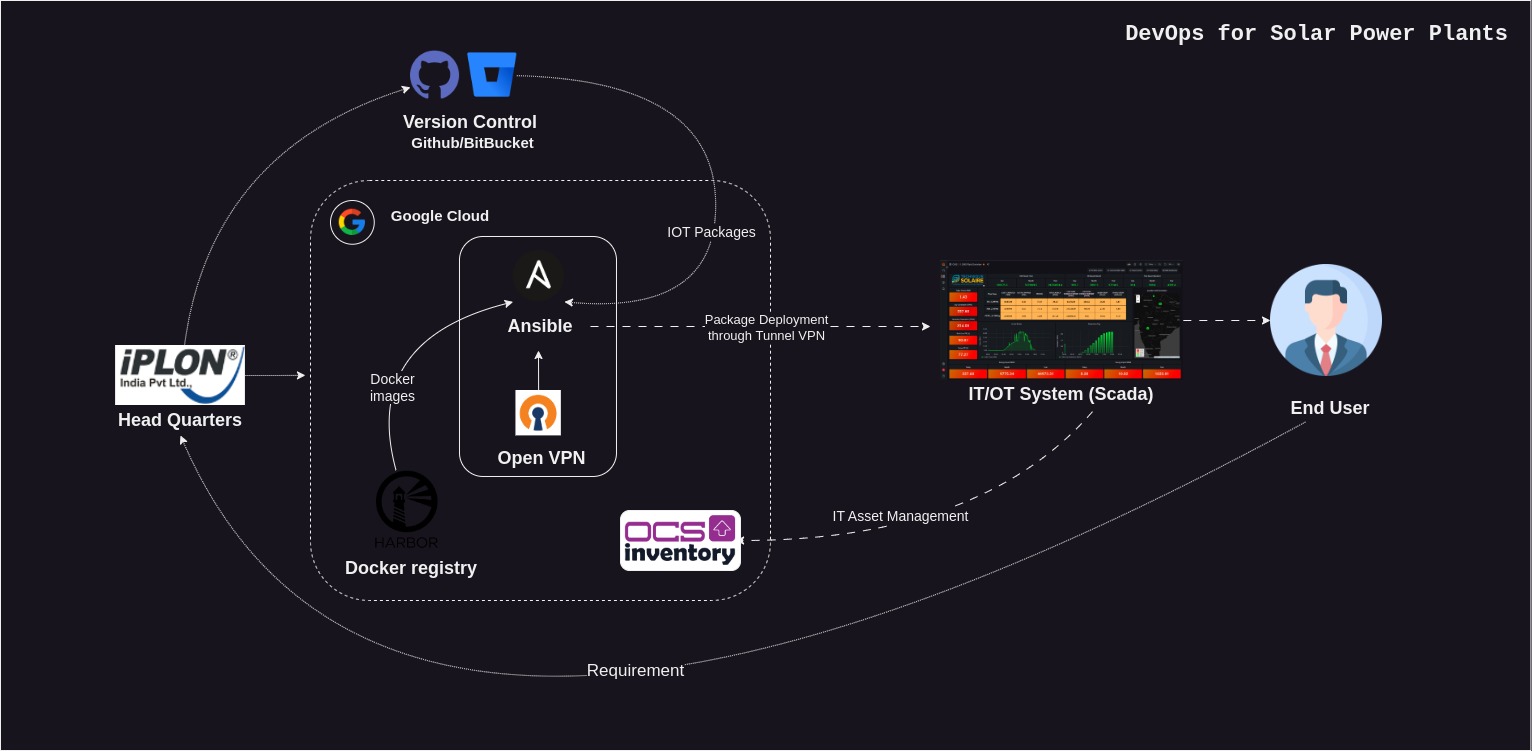 DevOps for Solar Power Plants
Version Control
Github/BitBucket
Google Cloud
IOT Packages
Ansible
Package Deployment
through Tunnel VPN
SOLAIRE
IT/OT System (Scada)
End User
iPLON®
India Pvt Ltd.,
Head Quarters
Docker
images
Open VPN
HARBOR
Docker registry
OCS
inventory
IT Asset Management
Requirement